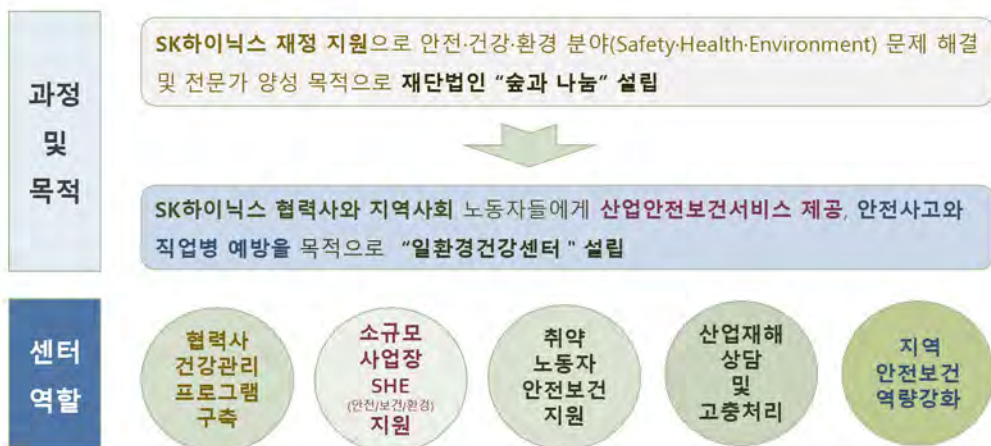 과정
및
목적
SK하이닉스 재정 지원으로 안전·건강·환경 분야(Safety·Health·Environment) 문제 해결
및 전문가 양성 목적으로 재단법인 “숲과 나눔” 설립
SK하이닉스 협력사와 지역사회 노동자들에게 산업안전보건서비스 제공, 안전사고와
직업병 예방을 목적으로 “일환경건강센터 " 설립
센터
역할
협력사
건강관리
프로그램
구축
소규모
사업장
SHE
(안전/보건/환경)
지원
취약
노동자
안전보건
지원
산업재해
상담
및
고충처리
지역
안전보건
역량강화